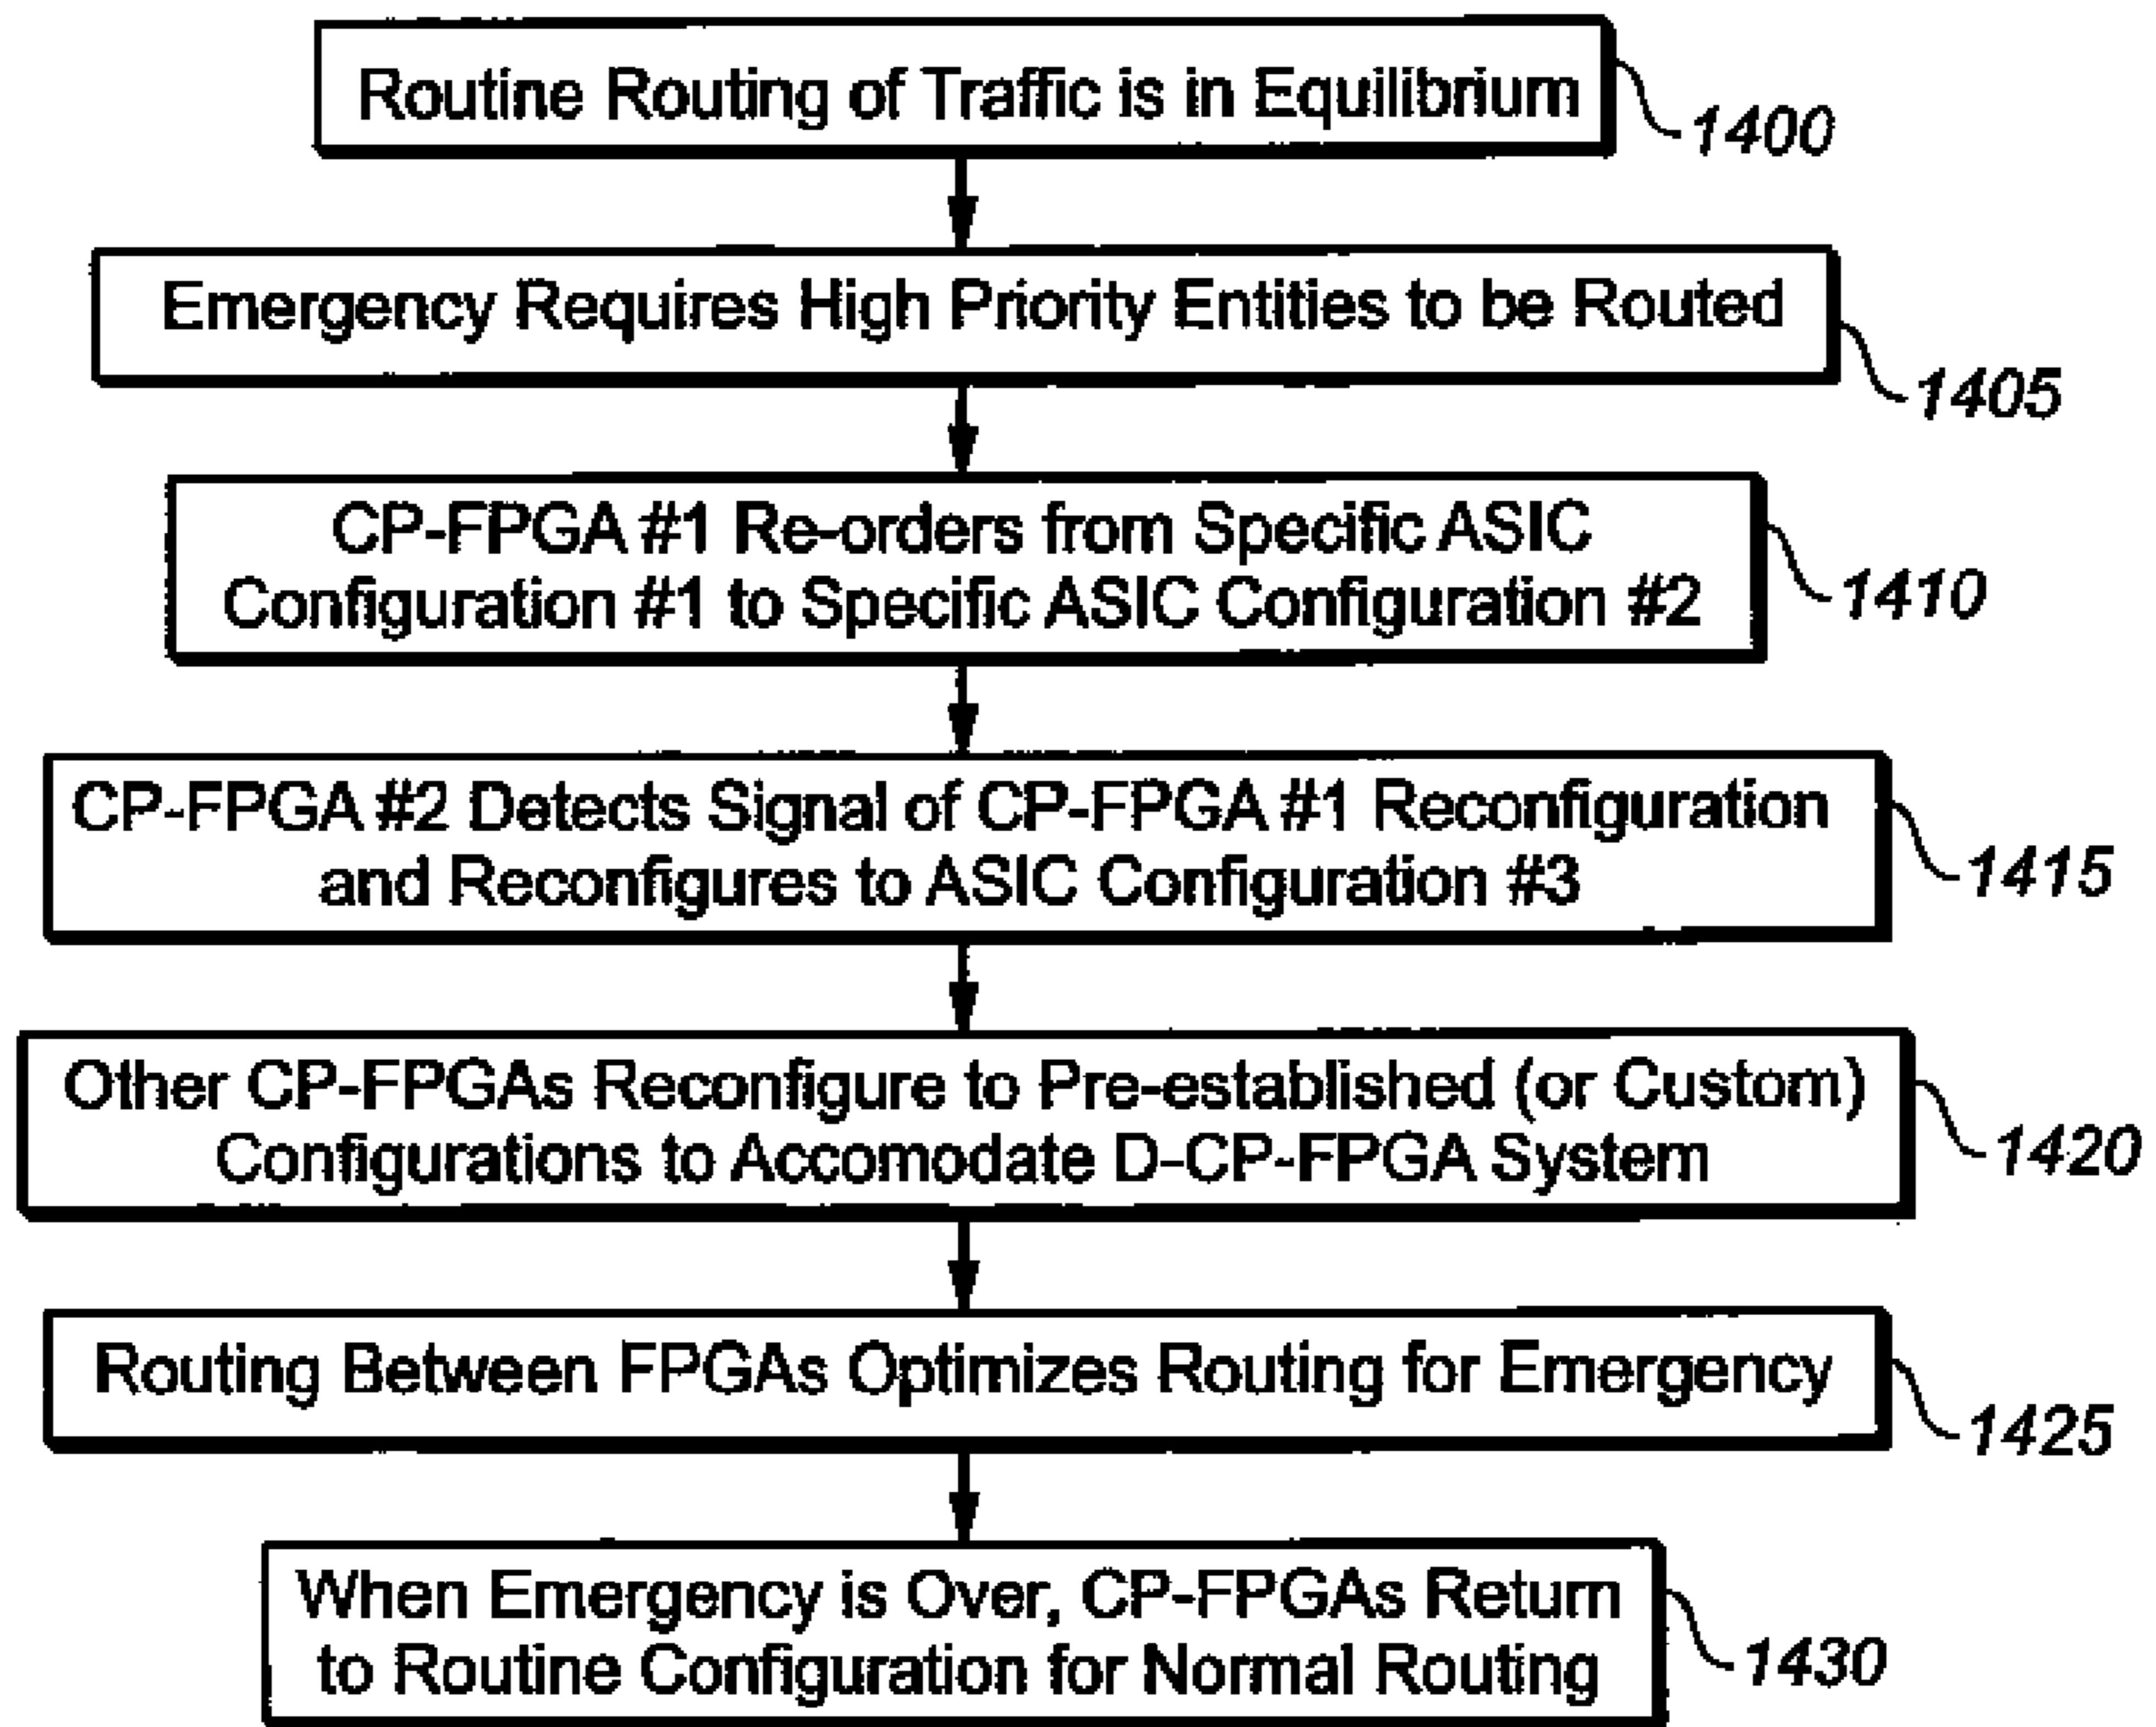 Routine Routing of Traffic is in Equilibrium
1400
Emergency Requires High Priority Entities to be Routed
1405
CP-FPGA #1 Re-orders from Specific ASIC
Configuration #1 to Specific ASIC Configuration #2
1410
CP-FPGA #2 Detects Signal of CP-FPGA #1 Reconfiguration
and Reconfigures to ASIC Configuration #3
1415
Other CP-FPGAs Reconfigure to Pre-established (or Custom)
Configurations to Accomodate D-CP-FPGA System
1420
Routing Between FPGAs Optimizes Routing for Emergency
1425
When Emergency is Over, CP-FPGAs Return
to Routine Configuration for Normal Routing
1430